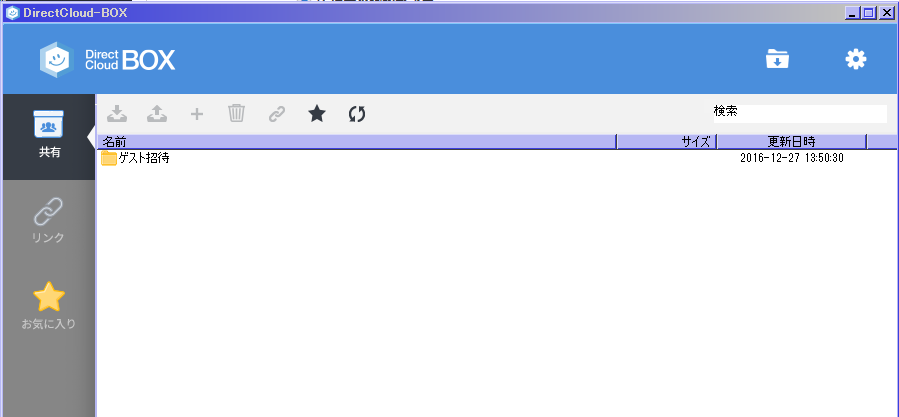 DirectCloud-BOX
Direct
Cloud BOX
検索
共有
リンク
お気に入り
名前 サイズ 更新日時
ゲスト招待 2016-12-27 13:50:30